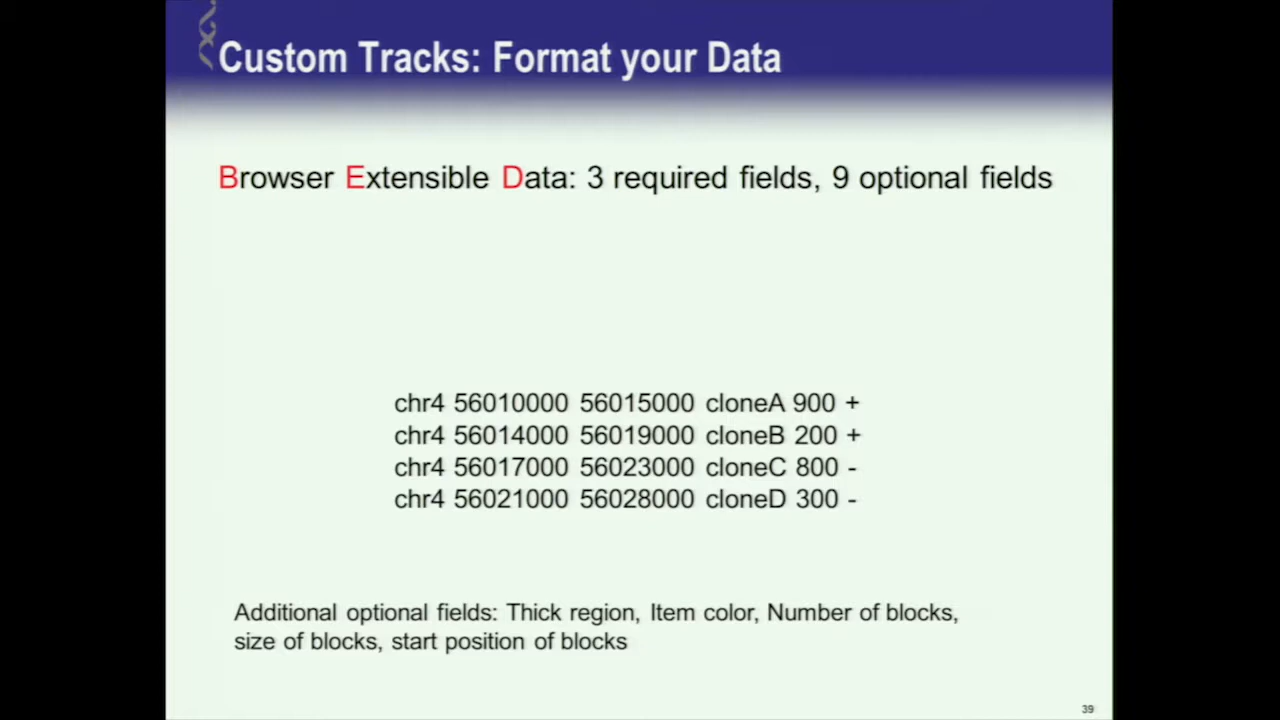 Custom Tracks: Format your Data
Browser Extensible Data: 3 required fields, 9 optional fields
chr4 56010000 56015000 cloneA 900 +
chr4 56014000 56019000 cloneB 200 +
chr4 56017000 56023000 cloneC 800 -
chr4 56021000 56028000 cloneD 300 -
Additional optional fields: Thick region, Item color, Number of blocks,
size of blocks, start position of blocks
39